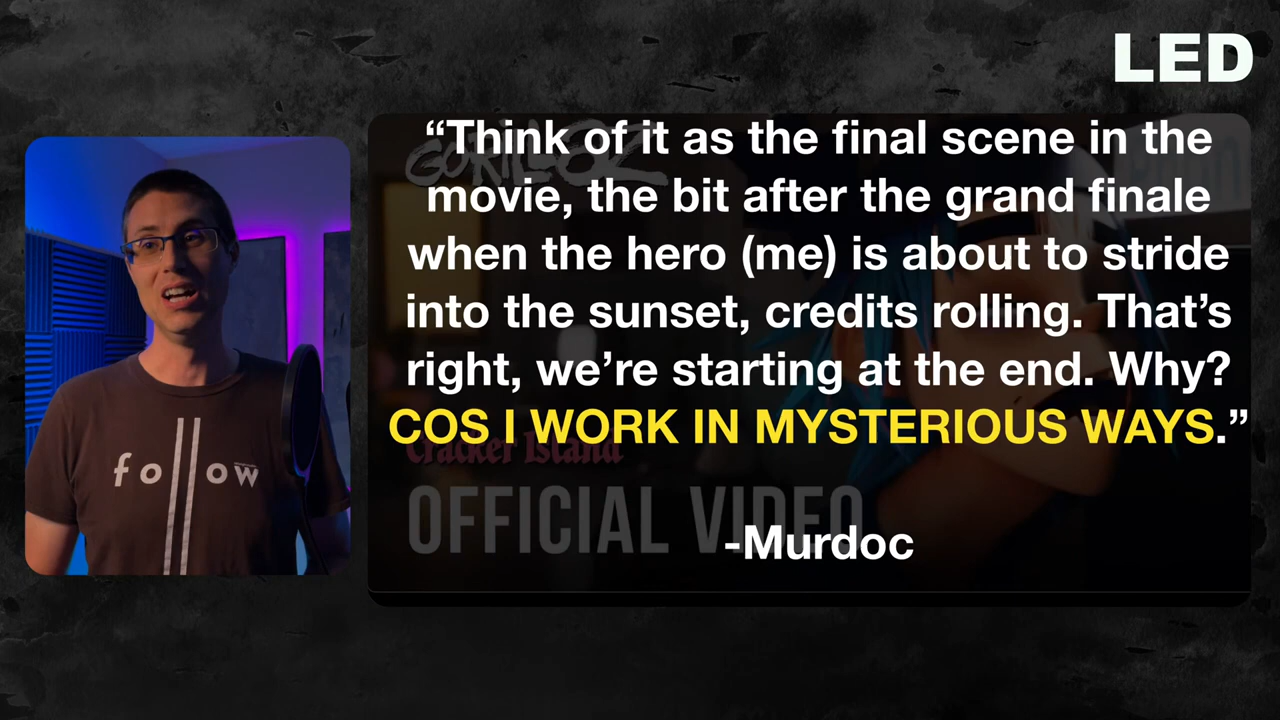 LED
GORILLAZ
“Think of it as the final scene in the
movie, the bit after the grand finale
when the hero (me) is about to stride
into the sunset, credits rolling. That’s
right, we’re starting at the end. Why?
COS I WORK IN MYSTERIOUS WAYS.”
Cracker Island
OFFICIAL VIDEO
-Murdoc
follow